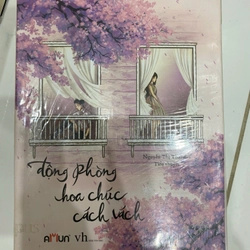 động phòng
hoa chúc
cách vách
AMUN vh